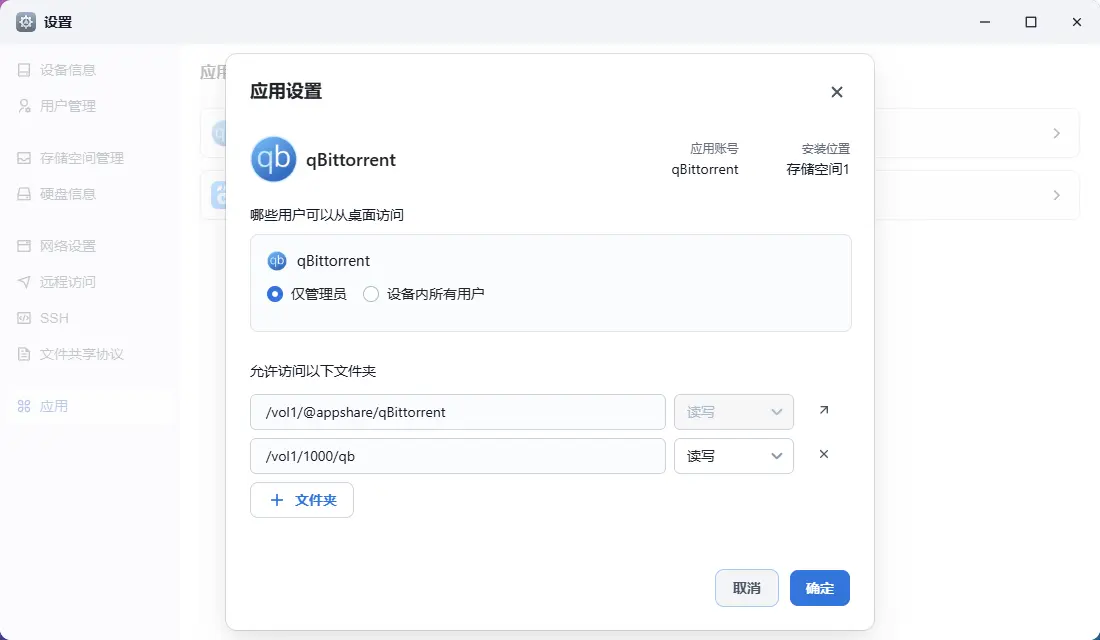 设置
设备信息
用户管理
存储空间管理
硬盘信息
网络设置
远程访问
SSH
文件共享协议
应用
应用
应用设置
qb
qBittorrent
应用账号
qBittorrent
安装位置
存储空间1
哪些用户可以从桌面访问
qb
qBittorrent
仅管理员
设备内所有用户
允许访问以下文件夹
/vol1/@appshare/qBittorrent
读写
/vol1/1000/qb
读写
文件夹
取消
确定